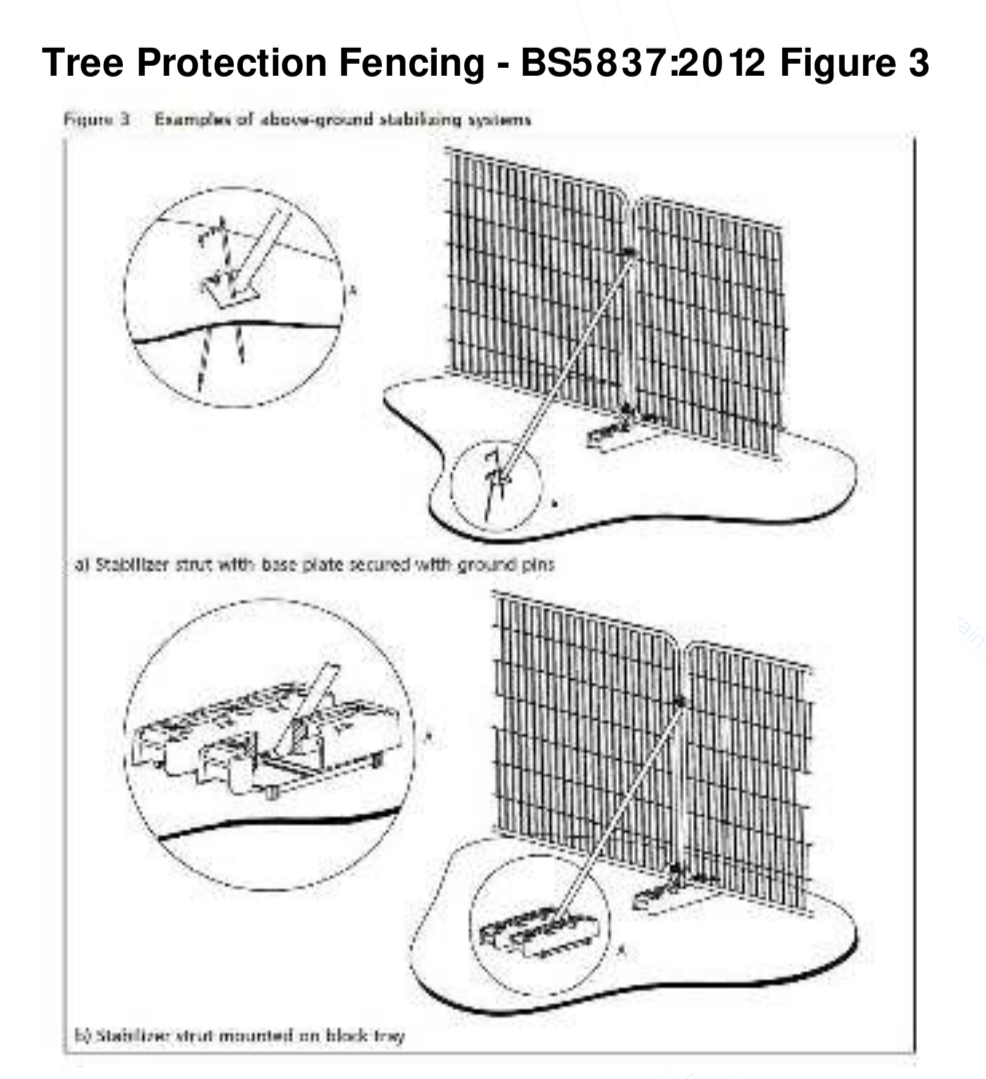 Tree Protection Fencing - BS5837:2012 Figure 3
Figure 3 Examples of above-ground stabilizing systems
A
A
a) Stabilizer strut with base plate secured with ground pins
A
A
b) Stabilizer strut mounted on block tray